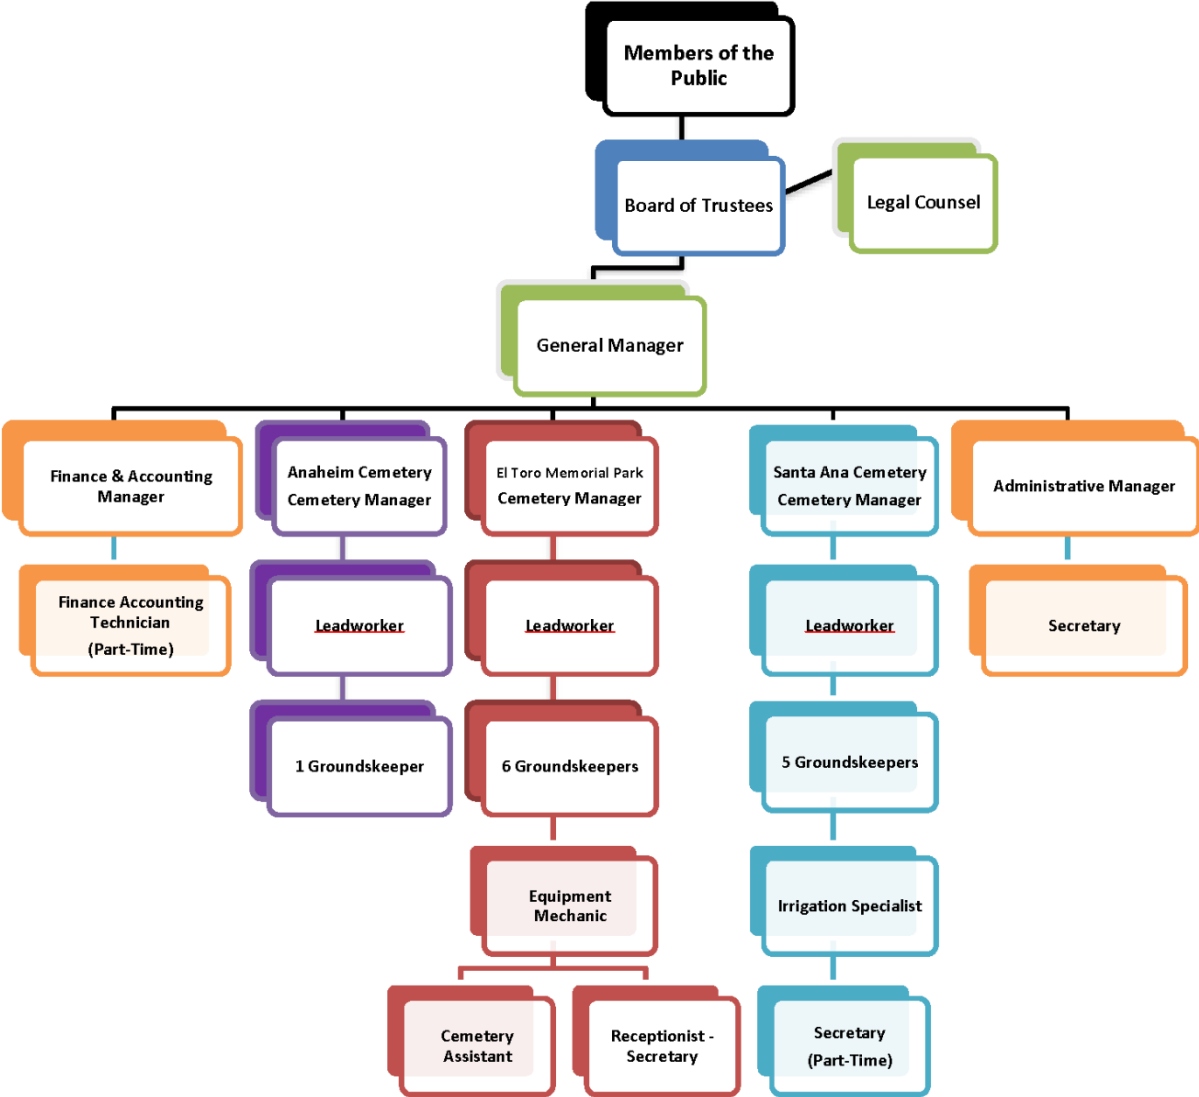 Members of the
Public
Board of Trustees
Legal Counsel
General Manager
Finance & Accounting
Manager
Anaheim Cemetery
Cemetery Manager
El Toro Memorial Park
Cemetery Manager
Santa Ana Cemetery
Cemetery Manager
Administrative Manager
Finance Accounting
Technician
(Part-Time)
Leadworker
Leadworker
Leadworker
Secretary
1 Groundskeeper
6 Groundskeepers
5 Groundskeepers
Equipment
Mechanic
Irrigation Specialist
Cemetery
Assistant
Receptionist -
Secretary
Secretary
(Part-Time)